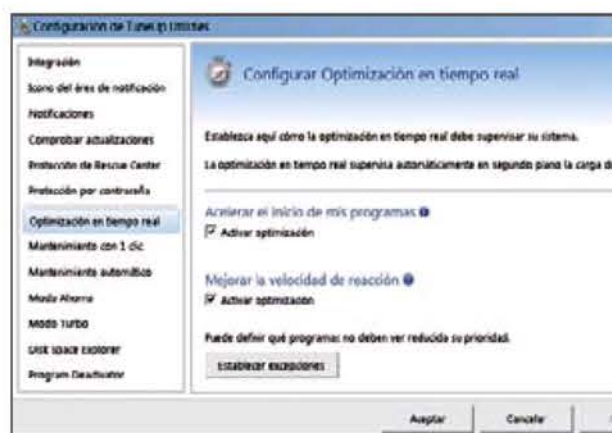 Configuración de TuneUp Utilities
Integración
Icono del área de notificación
Notificaciones
Comprobar actualizaciones
Protección de Rescue Center
Protección por contraseña
Optimización en tiempo real
Mantenimiento con 1 clic
Mantenimiento automático
Modo Ahorro
Modo Turbo
Disk Space Explorer
Program Deactivator
Configurar Optimización en tiempo real
Establezca aquí cómo la optimización en tiempo real debe supervisar su sistema.
La optimización en tiempo real supervisa automáticamente en segundo plano la carga d
Acelerar el inicio de mis programas
Activar optimización
Mejorar la velocidad de reacción
Activar optimización
Puede definir qué programas no deben ver reducida su prioridad.
Establecer excepciones
Aceptar
Cancelar